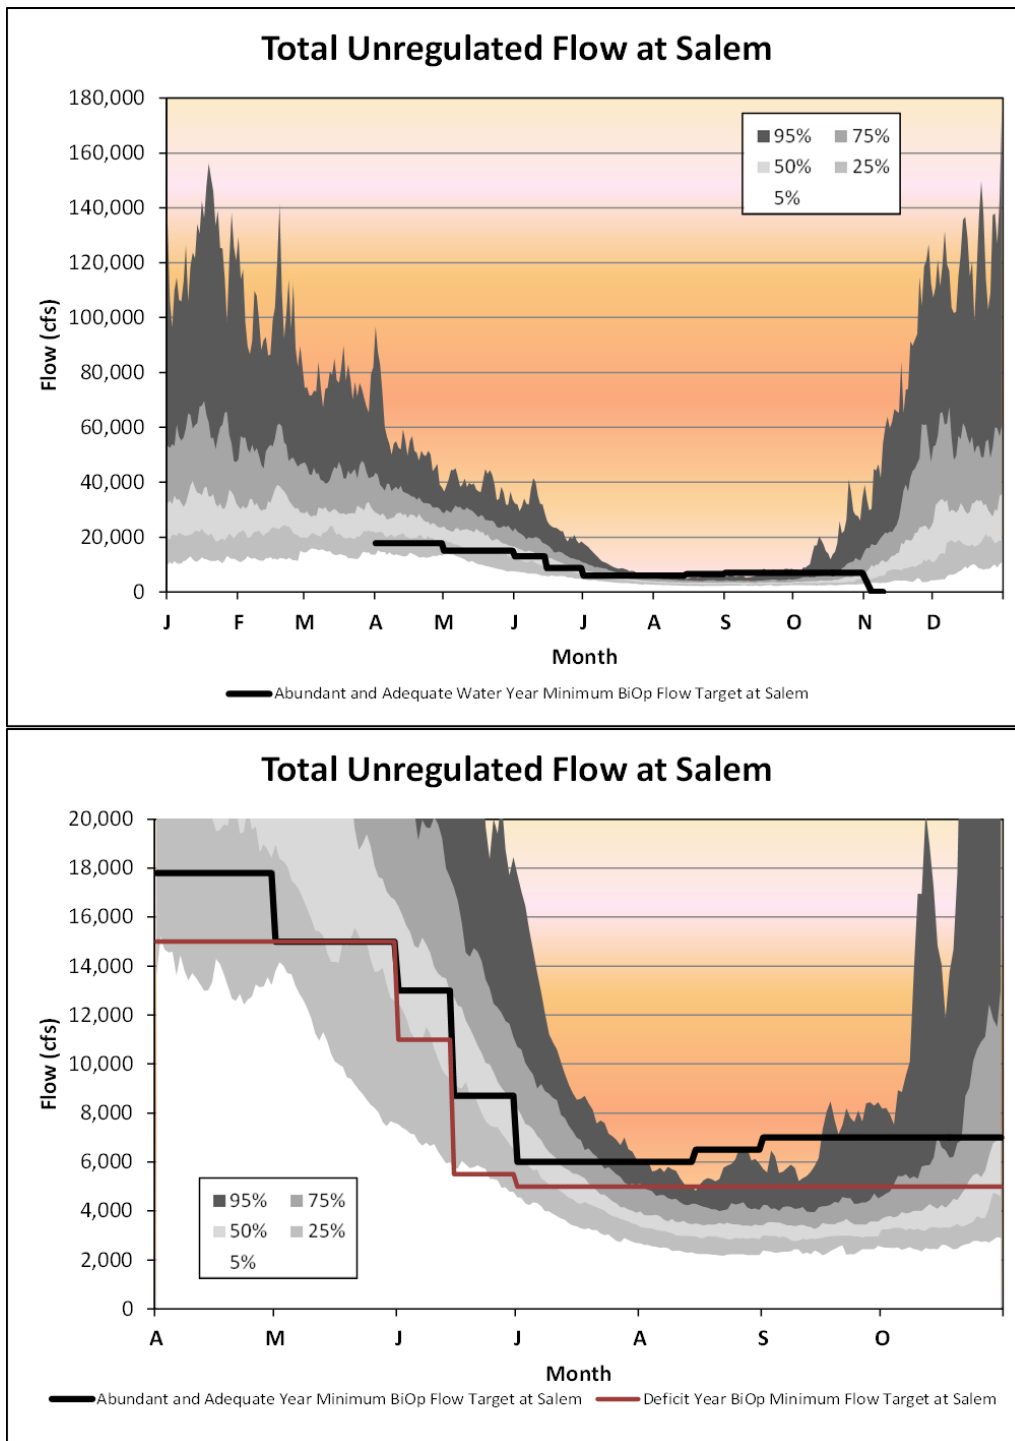 Total Unregulated Flow at Salem
180,000
160,000
140,000
120,000
100,000
80,000
60,000
40,000
20,000
0
Flow (cfs)
95% 75%
50% 25%
5%
J F M A M J J A S O N D
Month
Abundant and Adequate Water Year Minimum BiOp Flow Target at Salem
Total Unregulated Flow at Salem
20,000
18,000
16,000
14,000
12,000
10,000
8,000
6,000
4,000
2,000
0
Flow (cfs)
95% 75%
50% 25%
5%
A M J J A S O
Month
Abundant and Adequate Year Minimum BiOp Flow Target at Salem Deficit Year BiOp Minimum Flow Target at Salem